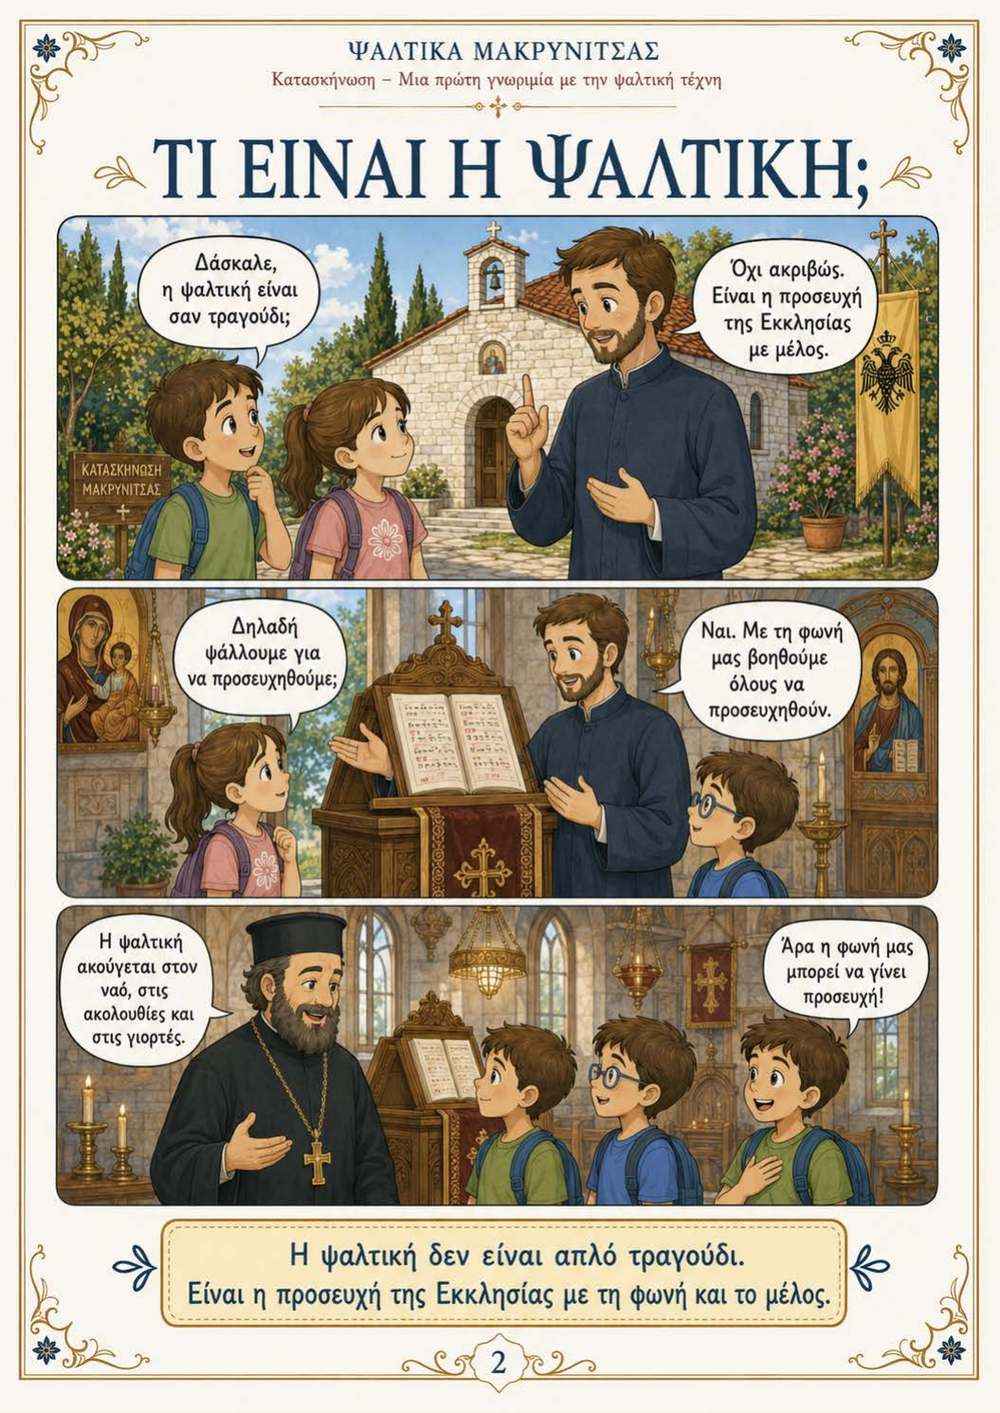 ΨΑΛΤΙΚΑ ΜΑΚΡΥΝΙΤΣΑΣ
Κατασκήνωση – Μια πρώτη γνωριμία με την ψαλτική τέχνη
ΤΙ ΕΙΝΑΙ Η ΨΑΛΤΙΚΗ;
Δάσκαλε,
η ψαλτική είναι
σαν τραγούδι;
Όχι ακριβώς.
Είναι η προσευχή
της Εκκλησίας
με μέλος.
ΚΑΤΑΣΚΗΝΩΣΗ
ΜΑΚΡΥΝΙΤΣΑΣ
Δηλαδή
ψάλλουμε για
να προσευχηθούμε;
Ναι. Με τη φωνή
μας βοηθούμε
όλους να
προσευχηθούν.
Η ψαλτική
ακούγεται στον
ναό, στις
ακολουθίες και
στις γιορτές.
Άρα η φωνή μας
μπορεί να γίνει
προσευχή!
Η ψαλτική δεν είναι απλό τραγούδι.
Είναι η προσευχή της Εκκλησίας με τη φωνή και το μέλος.
2